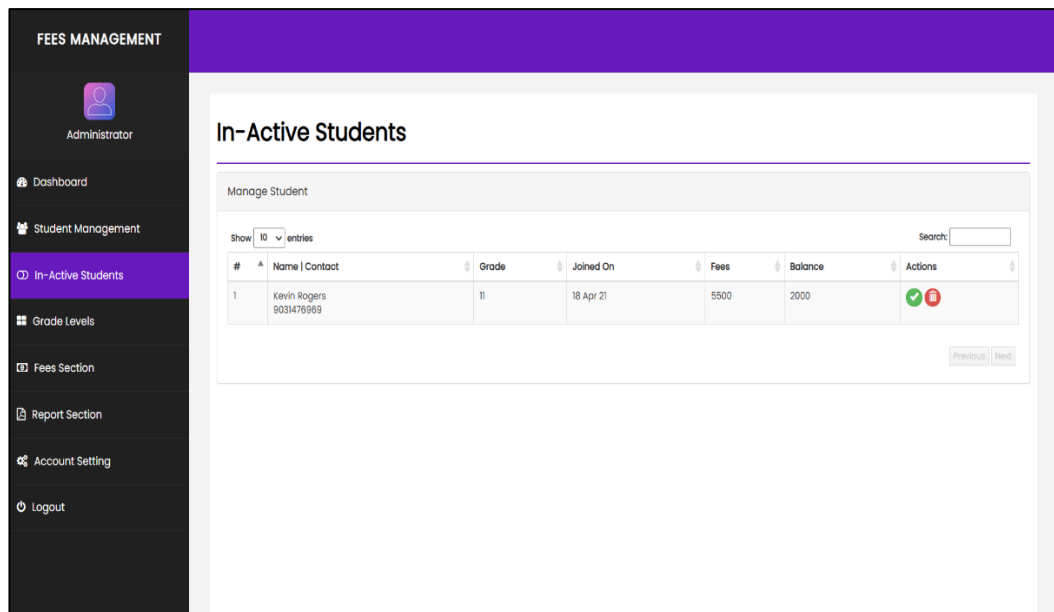 FEES MANAGEMENT
Administrator
Dashboard
Student Management
In-Active Students
Grade Levels
Fees Section
Report Section
Account Setting
Logout
In-Active Students
Manage Student
Show 10 entries
Search:
# Name | Contact Grade Joined On Fees Balance Actions
1 Kevin Rogers 11 18 Apr 21 5500 2000
9031476969
Previous Next